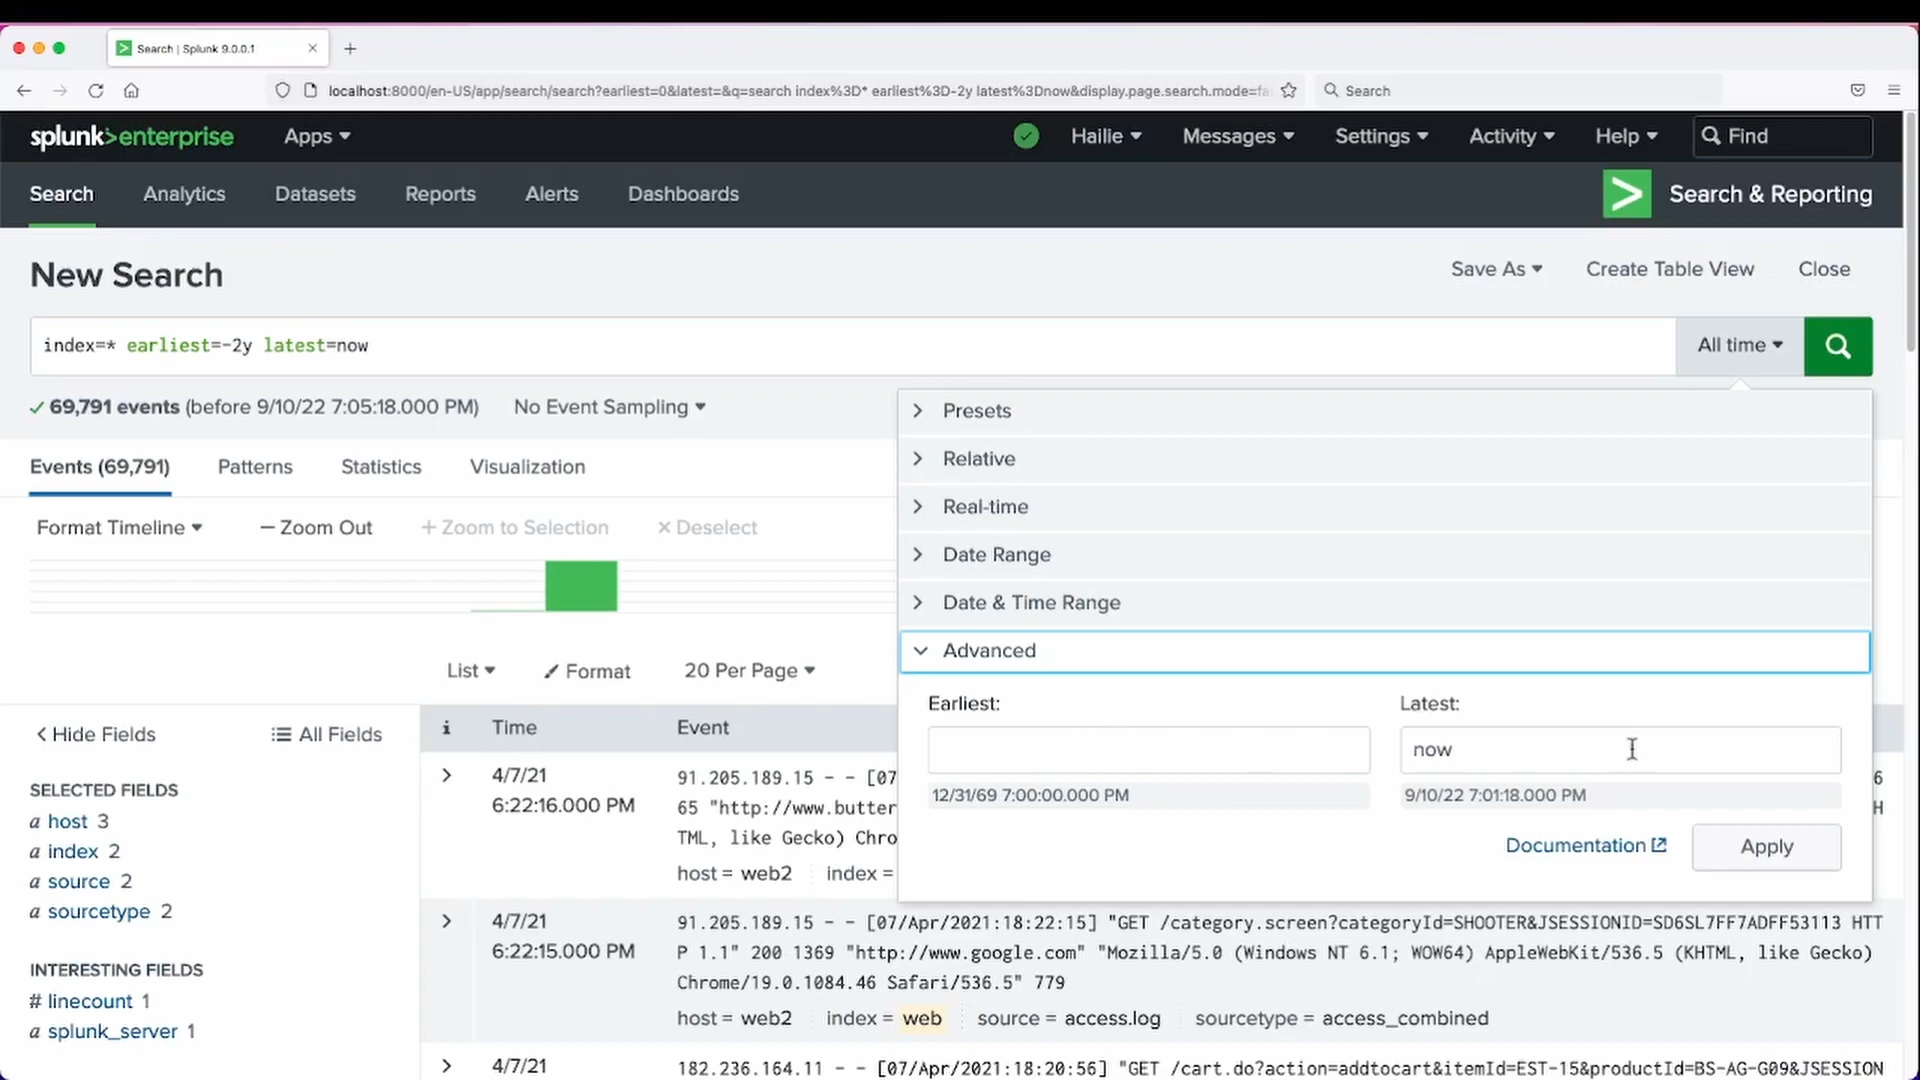 Search | Splunk 9.0.0.1
localhost:8000/en-US/app/search/search?earliest=0&latest=&q=search index%3D* earliest%3D-2y latest%3Dnow&display.page.search.mode=fa
Search
splunk>enterprise Apps Hailie Messages Settings Activity Help Find
Search Analytics Datasets Reports Alerts Dashboards Search & Reporting
New Search Save As Create Table View Close
index=* earliest=-2y latest=now All time
69,791 events (before 9/10/22 7:05:18.000 PM) No Event Sampling
Events (69,791) Patterns Statistics Visualization
Format Timeline — Zoom Out + Zoom to Selection × Deselect
Presets
Relative
Real-time
Date Range
Date & Time Range
Advanced
Earliest: Latest:
now
12/31/69 7:00:00.000 PM 9/10/22 7:01:18.000 PM
Documentation Apply
List Format 20 Per Page
< Hide Fields All Fields
SELECTED FIELDS
a host 3
a index 2
a source 2
a sourcetype 2
INTERESTING FIELDS
# linecount 1
a splunk_server 1
i Time Event
4/7/21
6:22:16.000 PM
91.205.189.15 - - [07 6
65 "http://www.butter H
TML, like Gecko) Chro
host = web2 index =
4/7/21
6:22:15.000 PM
91.205.189.15 - - [07/Apr/2021:18:22:15] "GET /category.screen?categoryId=SHOOTER&JSESSIONID=SD6SL7FF7ADFF53113 HTT
P 1.1" 200 1369 "http://www.google.com" "Mozilla/5.0 (Windows NT 6.1; WOW64) AppleWebKit/536.5 (KHTML, like Gecko)
Chrome/19.0.1084.46 Safari/536.5" 779
host = web2 index = web source = access.log sourcetype = access_combined
4/7/21
182.236.164.11 - - [07/Apr/2021:18:20:56] "GET /cart.do?action=addtocart&itemId=EST-15&productId=BS-AG-G09&JSESSION